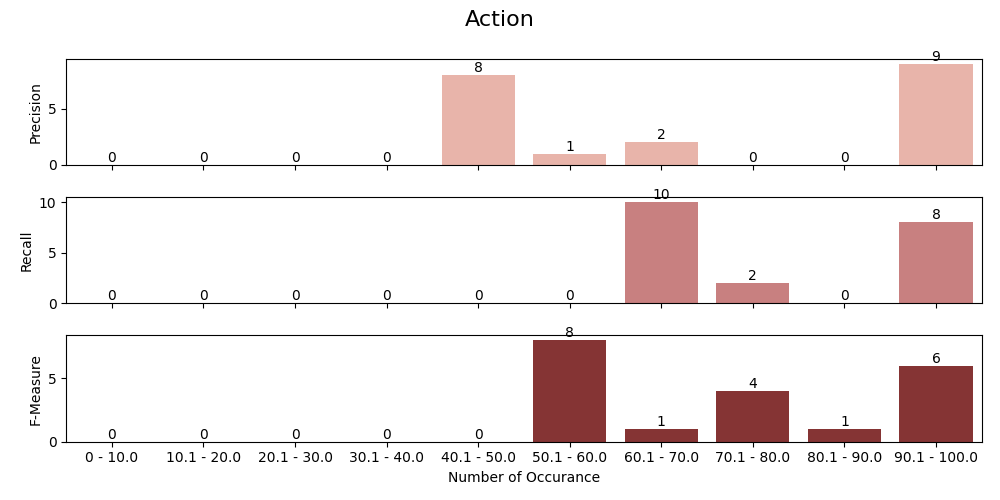 Action
Precision
5
0
0 0 0 0 8 1 2 0 0 9
Recall
10
5
0
0 0 0 0 0 0 10 2 0 8
F-Measure
5
0
0 0 0 0 0 8 1 4 1 6
0 - 10.0 10.1 - 20.0 20.1 - 30.0 30.1 - 40.0 40.1 - 50.0 50.1 - 60.0 60.1 - 70.0 70.1 - 80.0 80.1 - 90.0 90.1 - 100.0
Number of Occurance